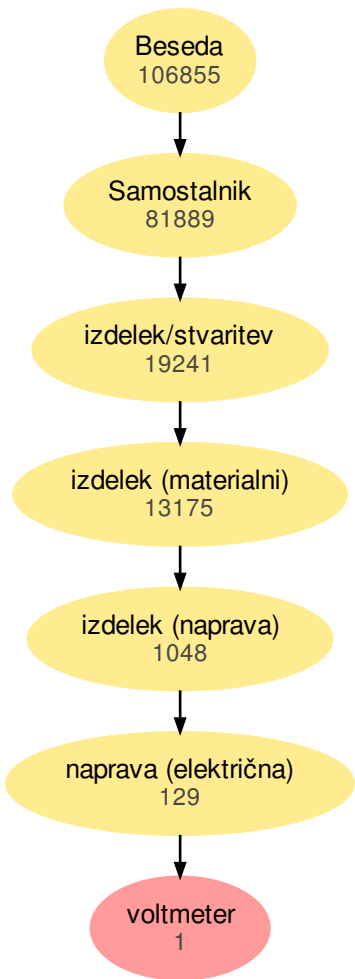 Beseda
106855
Samostalnik
81889
izdelek/stvaritev
19241
izdelek (materialni)
13175
izdelek (naprava)
1048
naprava (električna)
129
voltmeter
1